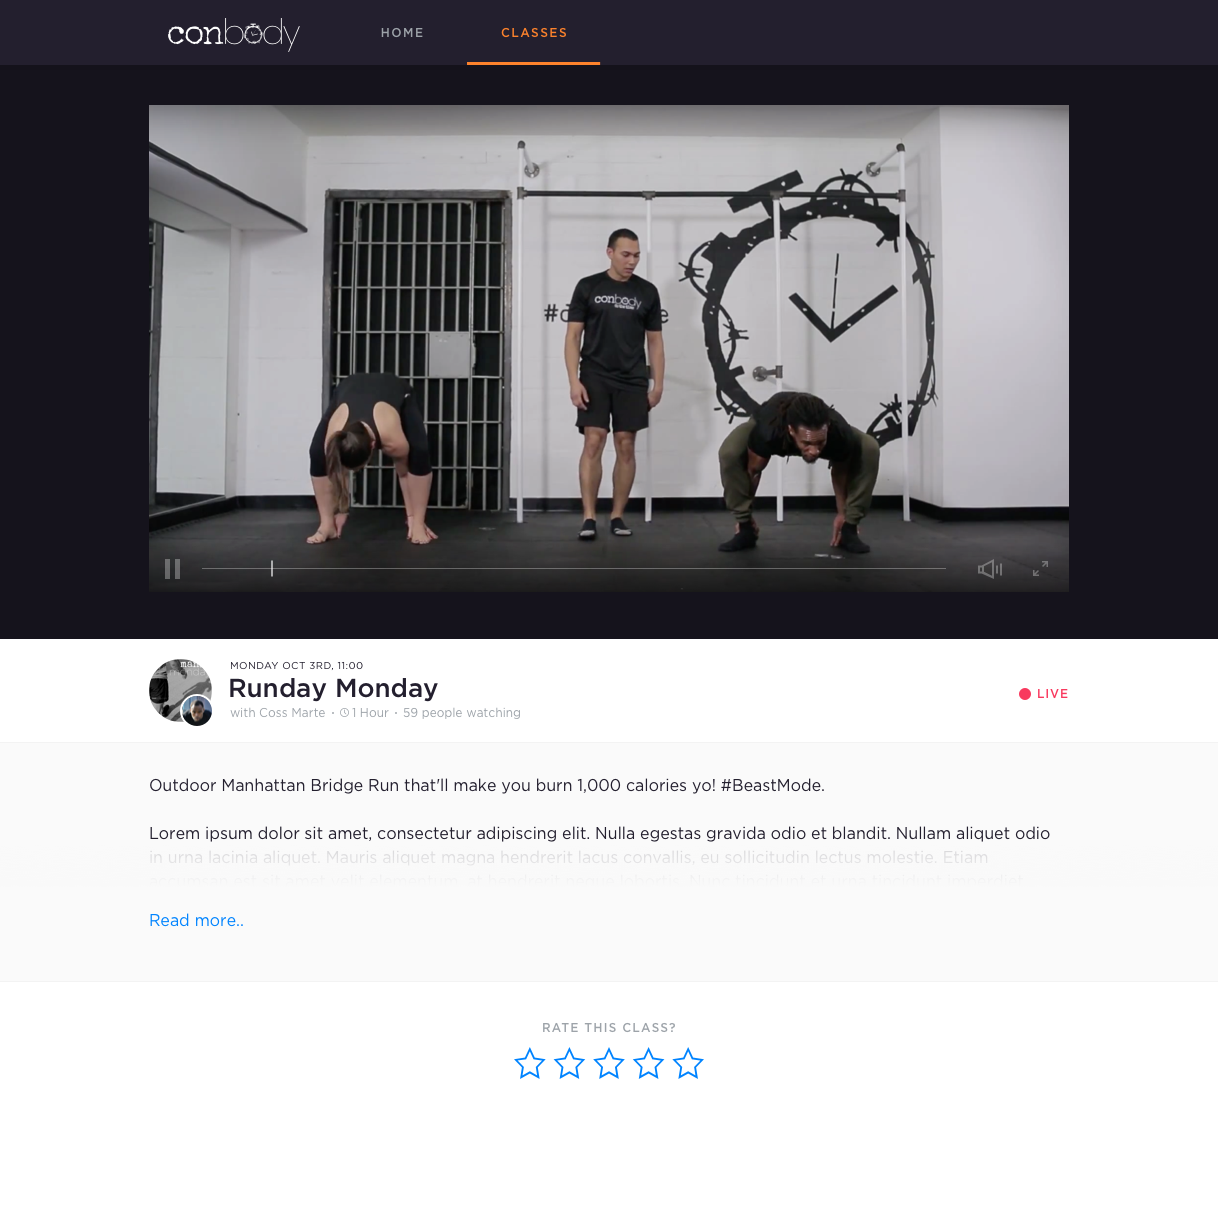 conbody
HOME
CLASSES
conbody
MONDAY OCT 3RD, 11:00
Runday Monday
with Coss Marte · 1 Hour · 59 people watching
LIVE
Outdoor Manhattan Bridge Run that'll make you burn 1,000 calories yo! #BeastMode.
Lorem ipsum dolor sit amet, consectetur adipiscing elit. Nulla egestas gravida odio et blandit. Nullam aliquet odio
in urna lacinia aliquet. Mauris aliquet magna hendrerit lacus convallis, eu sollicitudin lectus molestie. Etiam
Read more..
RATE THIS CLASS?